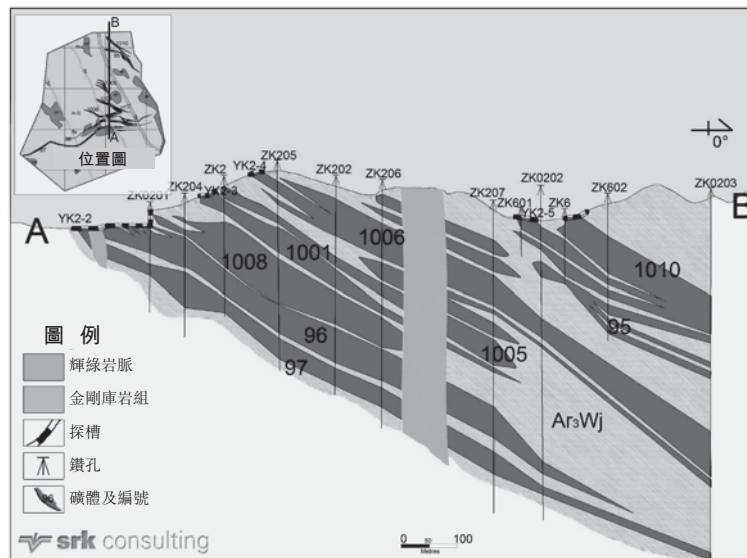 B
1010
A
位置圖
0°
ZK205
YK2-4
ZK2
ZK202
ZK206
ZK0202
ZK204
YK2-3
ZK207
ZK601
ZK6
ZK602
ZK0203
ZK0201
YK2-5
YK2-2
A
B
1006
1001
1008
1010
96
95
1005
97
Ar₃Wj
圖 例
輝綠岩脈
金剛庫岩組
探槽
鑽孔
96
礦體及編號
srk consulting
0 50 100
Metres